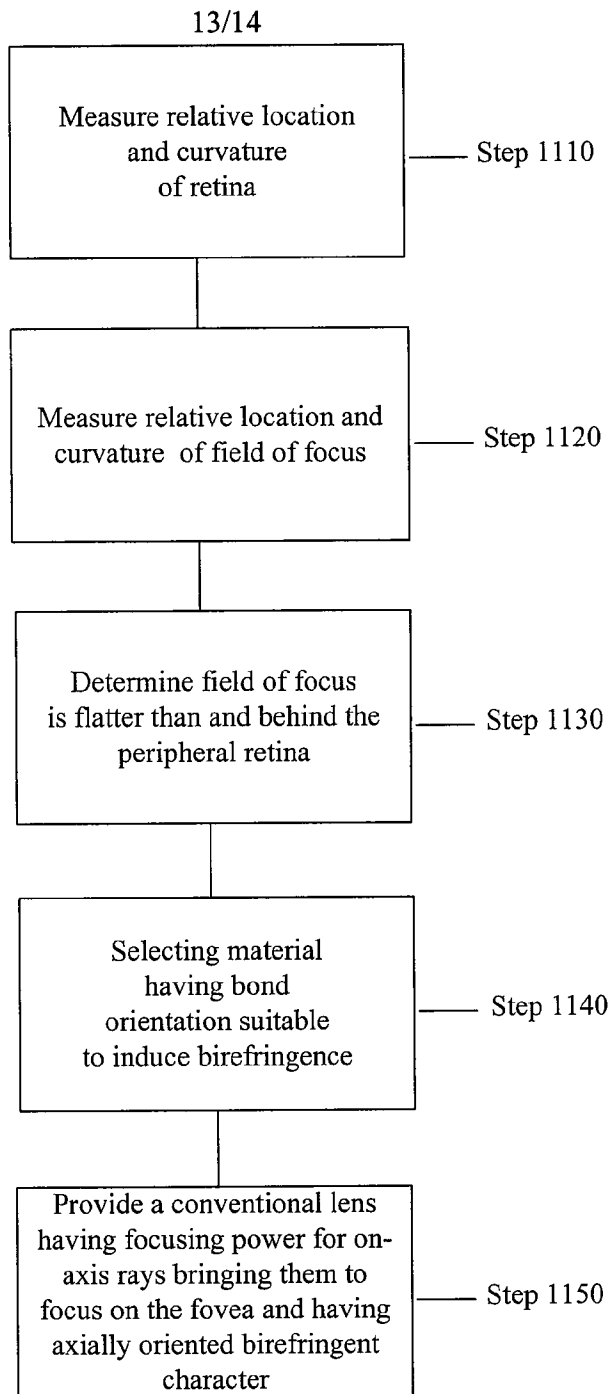 13/14
Measure relative location
and curvature
of retina
Step 1110
Measure relative location and
curvature of field of focus
Step 1120
Determine field of focus
is flatter than and behind the
peripheral retina
Step 1130
Selecting material
having bond
orientation suitable
to induce birefringence
Step 1140
Provide a conventional lens
having focusing power for on-
axis rays bringing them to
focus on the fovea and having
axially oriented birefringent
character
Step 1150